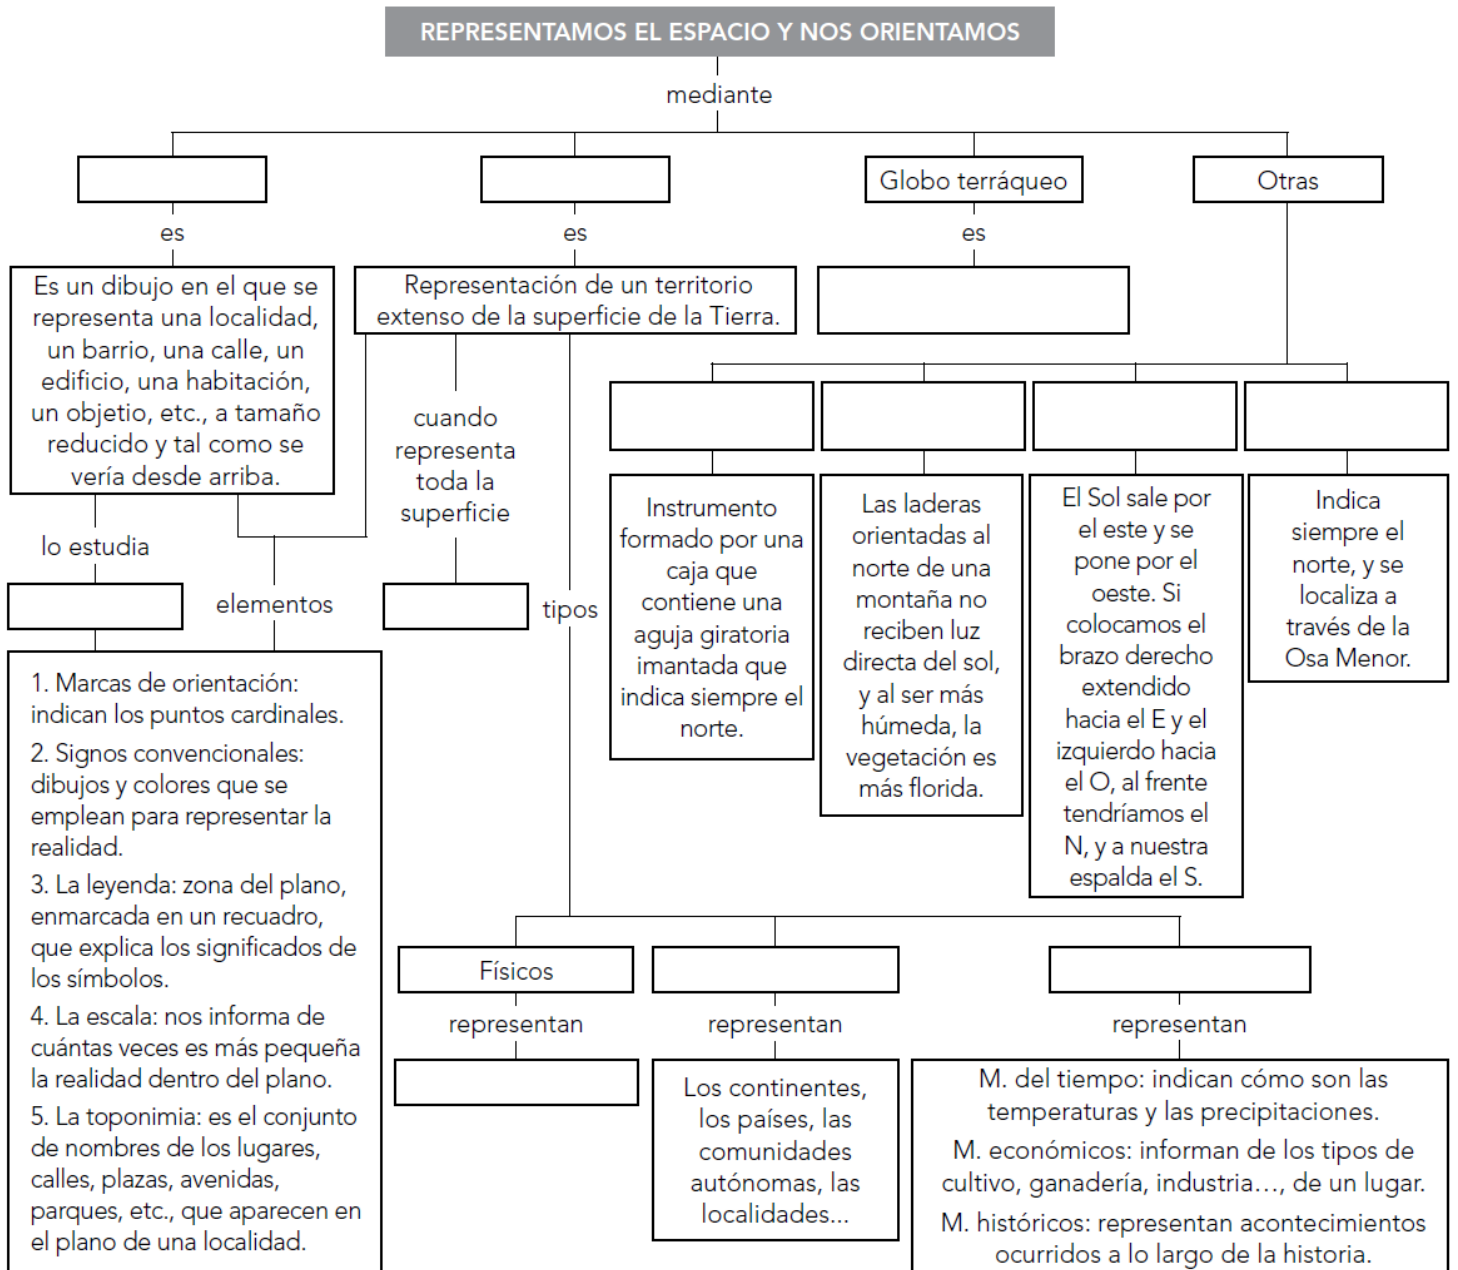 REPRESENTAMOS EL ESPACIO Y NOS ORIENTAMOS
mediante
Globo terráqueo
Otras
es
es
es
Es un dibujo en el que se
representa una localidad,
un barrio, una calle, un
edificio, una habitación,
un objetio, etc., a tamaño
reducido y tal como se
vería desde arriba.
Representación de un territorio
extenso de la superficie de la Tierra.
lo estudia
elementos
cuando
representa
toda la
superficie
tipos
Instrumento
formado por una
caja que
contiene una
aguja giratoria
imantada que
indica siempre el
norte.
Las laderas
orientadas al
norte de una
montaña no
reciben luz
directa del sol,
y al ser más
húmeda, la
vegetación es
más florida.
El Sol sale por
el este y se
pone por el
oeste. Si
colocamos el
brazo derecho
extendido
hacia el E y el
izquierdo hacia
el O, al frente
tendríamos el
N, y a nuestra
espalda el S.
Indica
siempre el
norte, y se
localiza a
través de la
Osa Menor.
1. Marcas de orientación:
indican los puntos cardinales.
2. Signos convencionales:
dibujos y colores que se
emplean para representar la
realidad.
3. La leyenda: zona del plano,
enmarcada en un recuadro,
que explica los significados de
los símbolos.
4. La escala: nos informa de
cuántas veces es más pequeña
la realidad dentro del plano.
5. La toponimia: es el conjunto
de nombres de los lugares,
calles, plazas, avenidas,
parques, etc., que aparecen en
el plano de una localidad.
Físicos
representan
representan
representan
Los continentes,
los países, las
comunidades
autónomas, las
localidades...
M. del tiempo: indican cómo son las
temperaturas y las precipitaciones.
M. económicos: informan de los tipos de
cultivo, ganadería, industria..., de un lugar.
M. históricos: representan acontecimientos
ocurridos a lo largo de la historia.